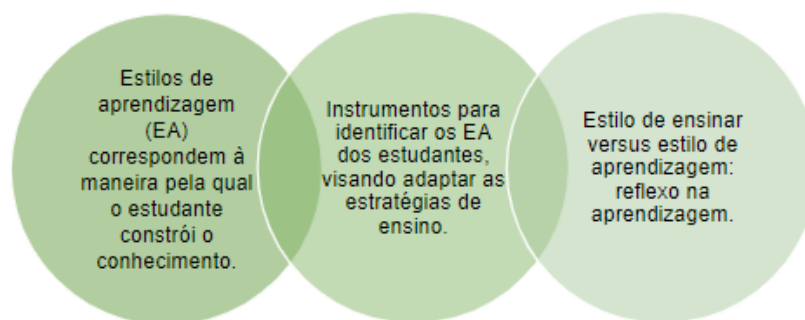 Estilos de
aprendizagem
(EA)
correspondem à
maneira pela qual
o estudante
constrói o
conhecimento.
Instrumentos para
identificar os EA
dos estudantes,
visando adaptar as
estratégias de
ensino.
Estilo de ensinar
versus estilo de
aprendizagem:
reflexo na
aprendizagem.